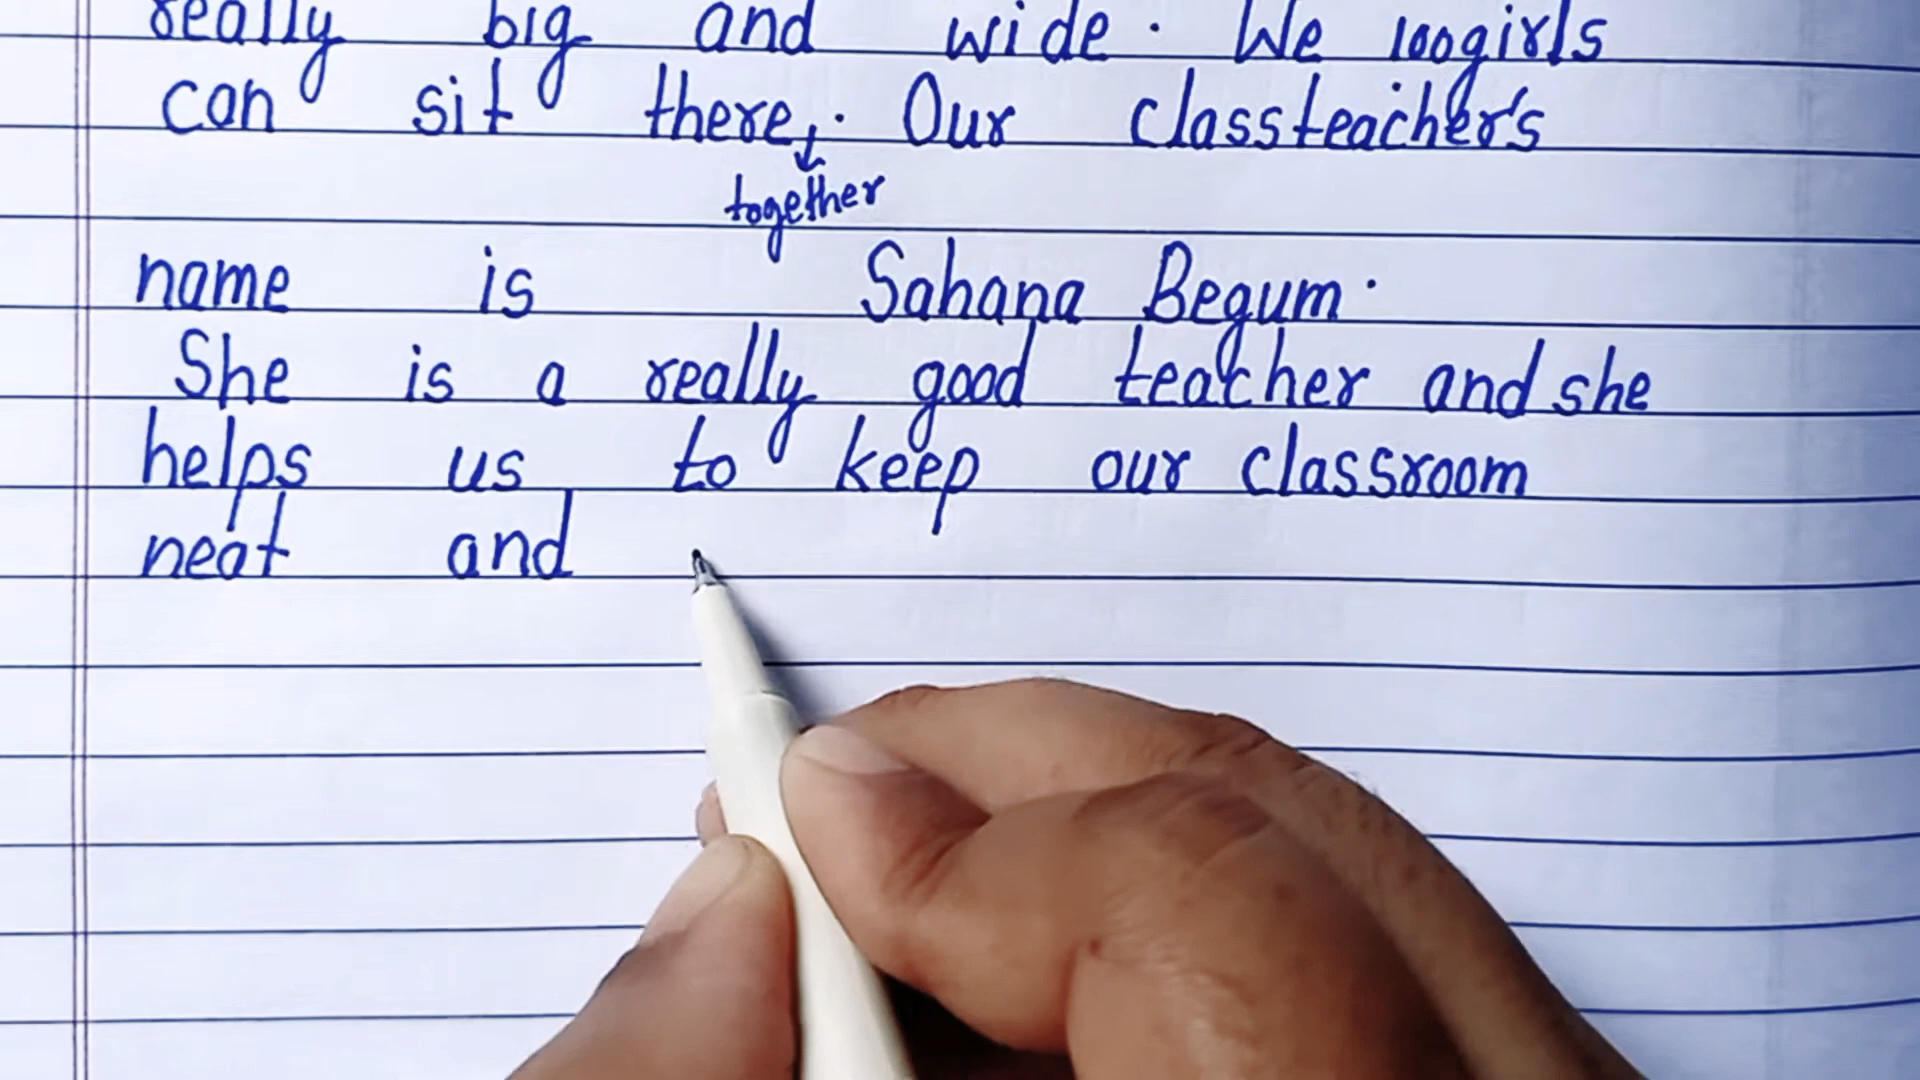 really big and wide. We 100girls
can sit there,. Our classteacher's
together
name is Sahana Begum.
She is a really good teacher and she
helps us to keep our classroom
neat and